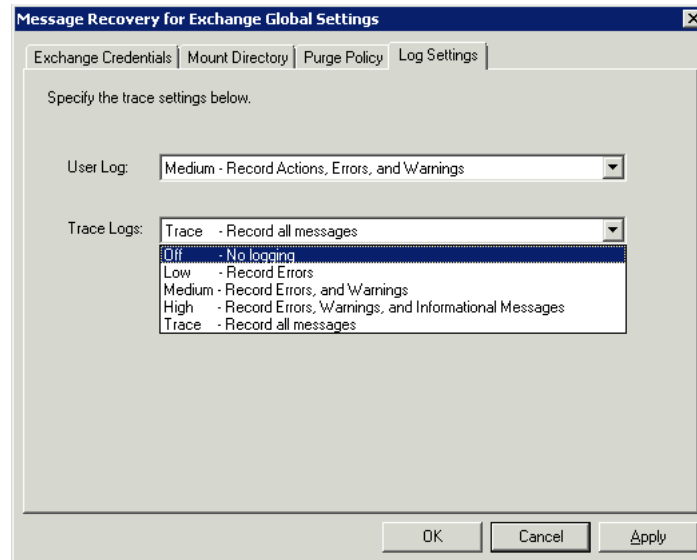 Message Recovery for Exchange Global Settings
Exchange Credentials Mount Directory Purge Policy Log Settings
Specify the trace settings below.
User Log: Medium - Record Actions, Errors, and Warnings
Trace Logs: Trace - Record all messages
Off - No logging
Low - Record Errors
Medium - Record Errors, and Warnings
High - Record Errors, Warnings, and Informational Messages
Trace - Record all messages
OK Cancel Apply